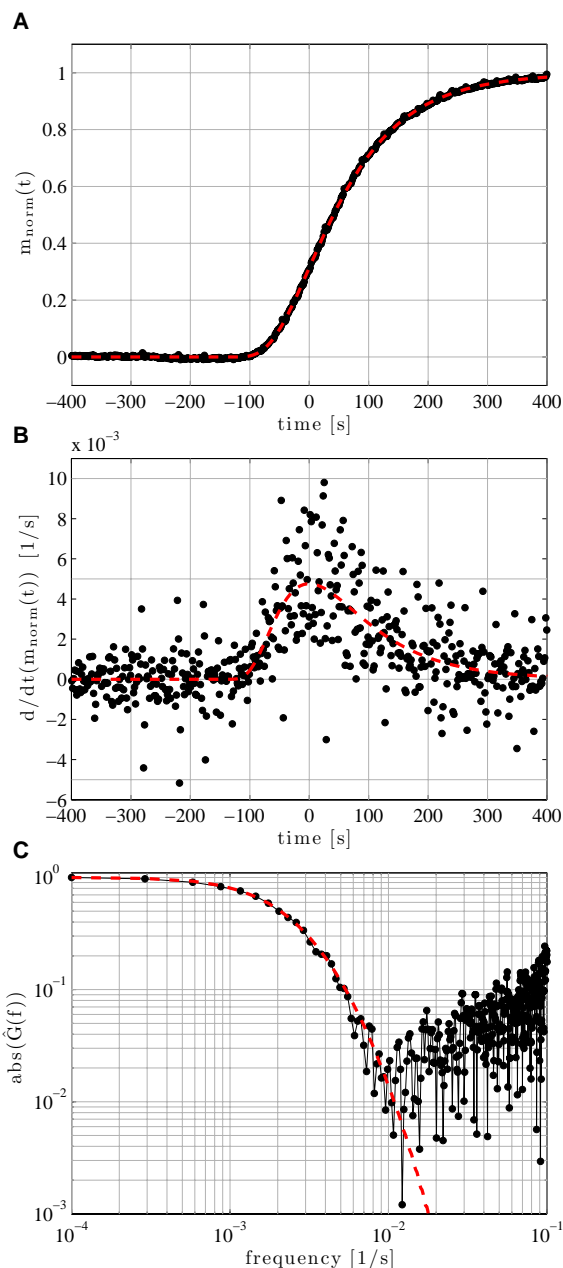 A
1
0.8
0.6
0.4
0.2
0
m_norm(t)
−400 −300 −200 −100 0 100 200 300 400
time [s]
B
x 10^−3
10
8
6
4
2
0
−2
−4
−6
d/dt(m_norm(t)) [1/s]
−400 −300 −200 −100 0 100 200 300 400
time [s]
C
10^0
10^−1
10^−2
10^−3
abs(Ĝ(f))
10^−4 10^−3 10^−2 10^−1
frequency [1/s]